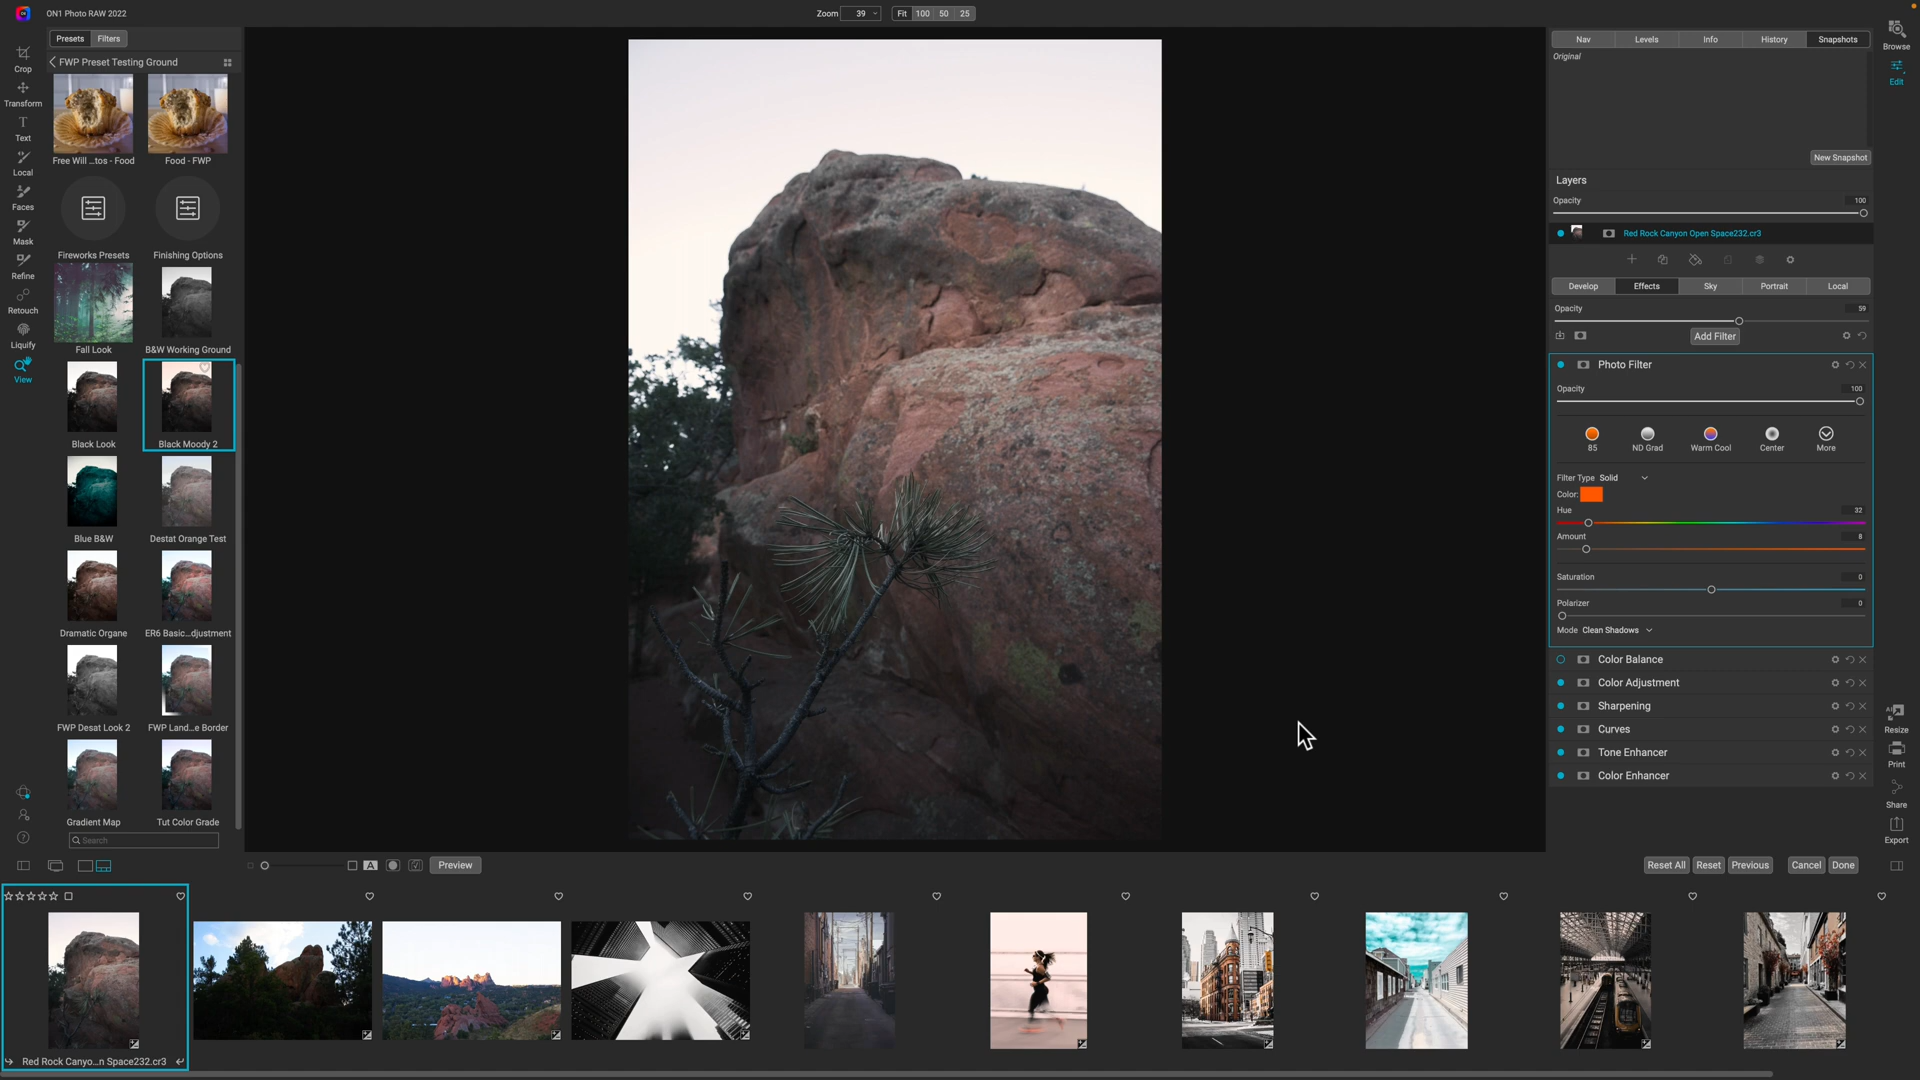 ON1 Photo RAW 2022
Zoom 39 Fit 100 50 25
Presets Filters
FWP Preset Testing Ground
Crop
Transform
Text
Local
Faces
Mask
Refine
Retouch
Liquify
View
Free Will ...tos - Food
Food - FWP
Fireworks Presets
Finishing Options
Fall Look
B&W Working Ground
Black Look
Black Moody 2
Blue B&W
Destat Orange Test
Dramatic Organe
ER6 Basic...djustment
FWP Desat Look 2
FWP Land...e Border
Gradient Map
Tut Color Grade
Search
A
Preview
Nav Levels Info History Snapshots
Original
New Snapshot
Layers
Opacity 100
Red Rock Canyon Open Space232.cr3
Develop Effects Sky Portrait Local
Opacity 59
Add Filter
Photo Filter
Opacity 100
85 ND Grad Warm Cool Center More
Filter Type Solid
Color:
Hue 32
Amount 8
Saturation 0
Polarizer 0
Mode Clean Shadows
Color Balance
Color Adjustment
Sharpening
Curves
Tone Enhancer
Color Enhancer
Reset All Reset Previous Cancel Done
Browse
Edit
AI
Resize
Print
Share
Export
Red Rock Canyo...n Space232.cr3